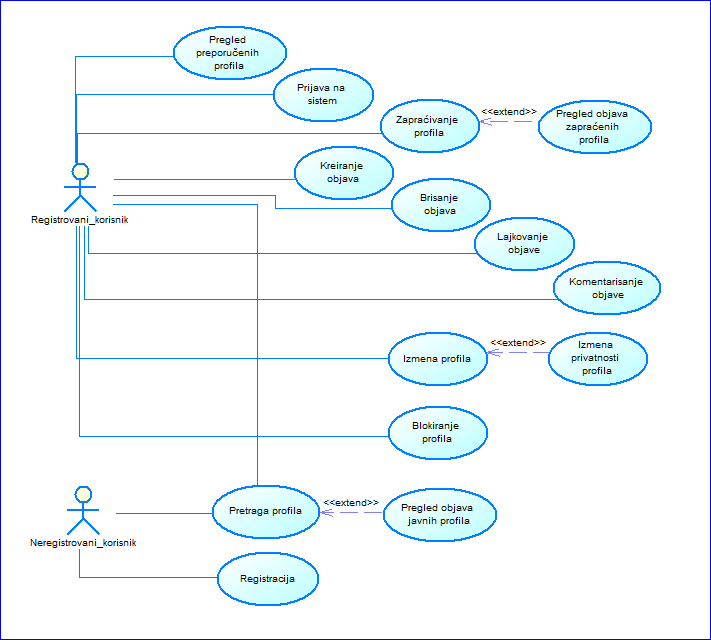 Pregled
preporučenih
profila
Prijava na
sistem
Zapraćivanje
profila
<<extend>>
Pregled objava
zapraćenih
profila
Kreiranje
objava
Registrovani_korisnik
Brisanje
objava
Lajkovanje
objave
Komentarisanje
objave
Izmena profila
<<extend>>
Izmena
privatnosti
profila
Blokiranje
profila
Neregistrovani_korisnik
Pretraga profila
<<extend>>
Pregled objava
javnih profila
Registracija